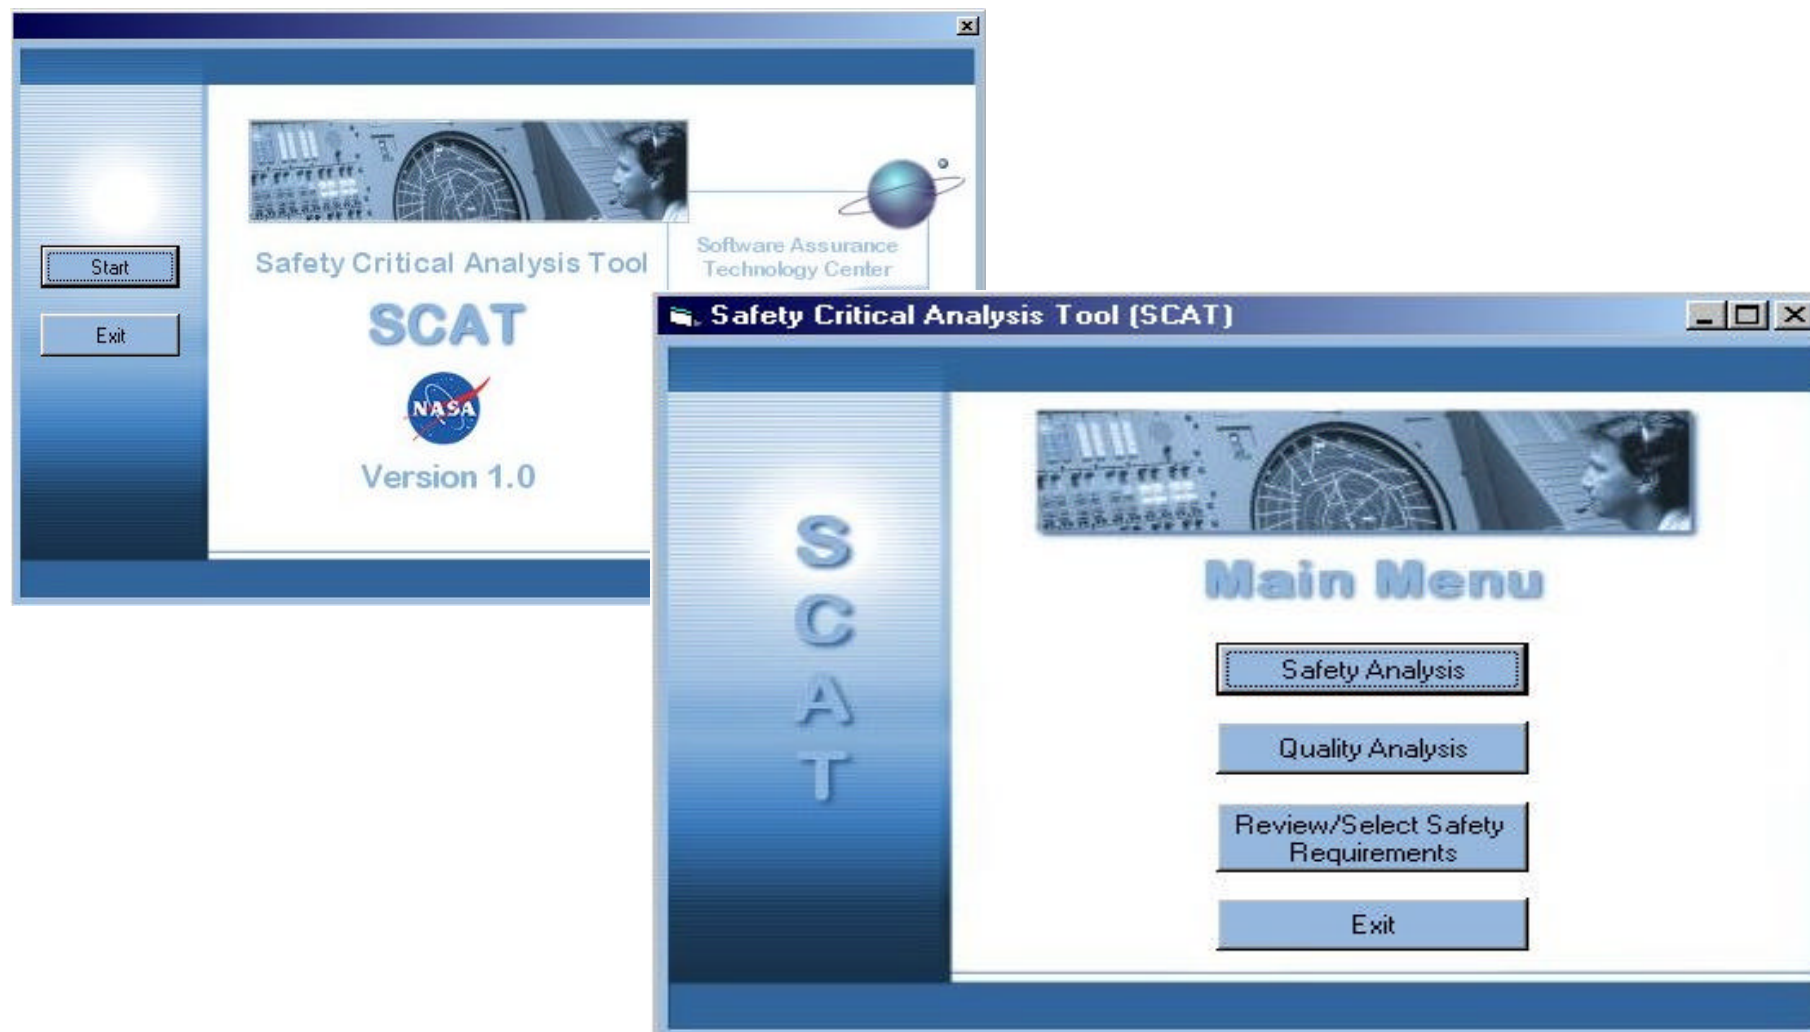 Start
Exit
Safety Critical Analysis Tool
SCAT
NASA
Version 1.0
Software Assurance
Technology Center
Safety Critical Analysis Tool (SCAT)
S
C
A
T
Main Menu
Safety Analysis
Quality Analysis
Review/Select Safety
Requirements
Exit